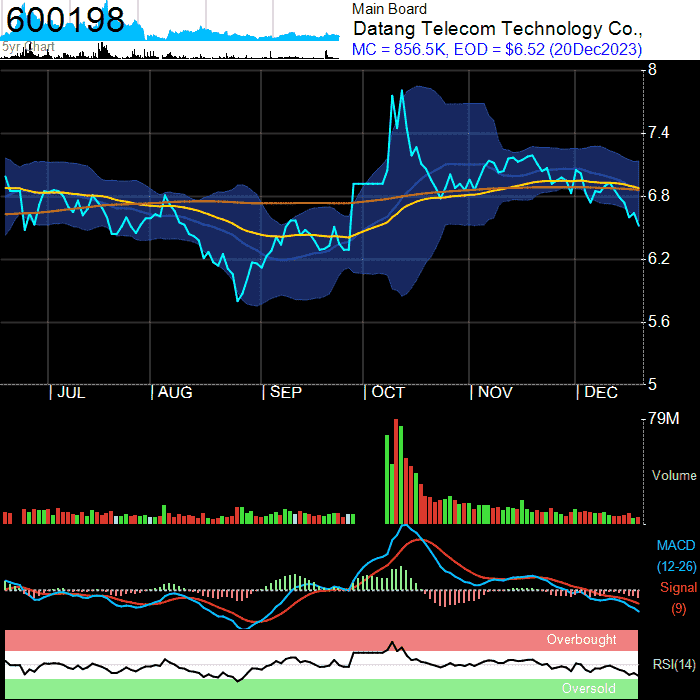 600198
5yr Chart
Main Board
Datang Telecom Technology Co.,
MC = 856.5K, EOD = $6.52 (20Dec2023)
8
7.4
6.8
6.2
5.6
5
| JUL | AUG | SEP | OCT | NOV | DEC
79M
Volume
MACD
(12-26)
Signal
(9)
Overbought
RSI(14)
Oversold